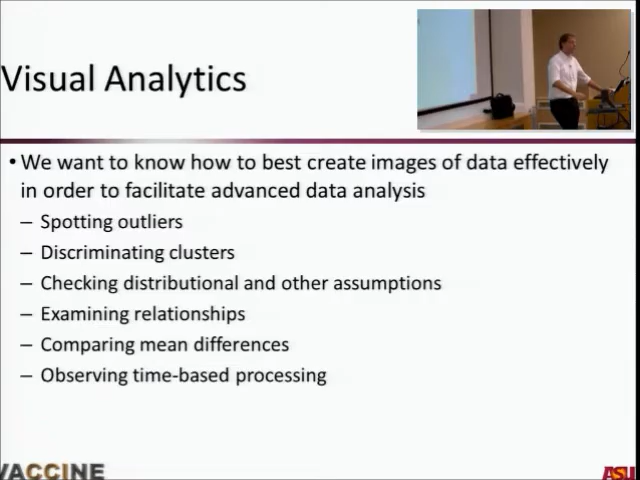 Visual Analytics
• We want to know how to best create images of data effectively
in order to facilitate advanced data analysis
– Spotting outliers
– Discriminating clusters
– Checking distributional and other assumptions
– Examining relationships
– Comparing mean differences
– Observing time-based processing
VACCINE
ASU